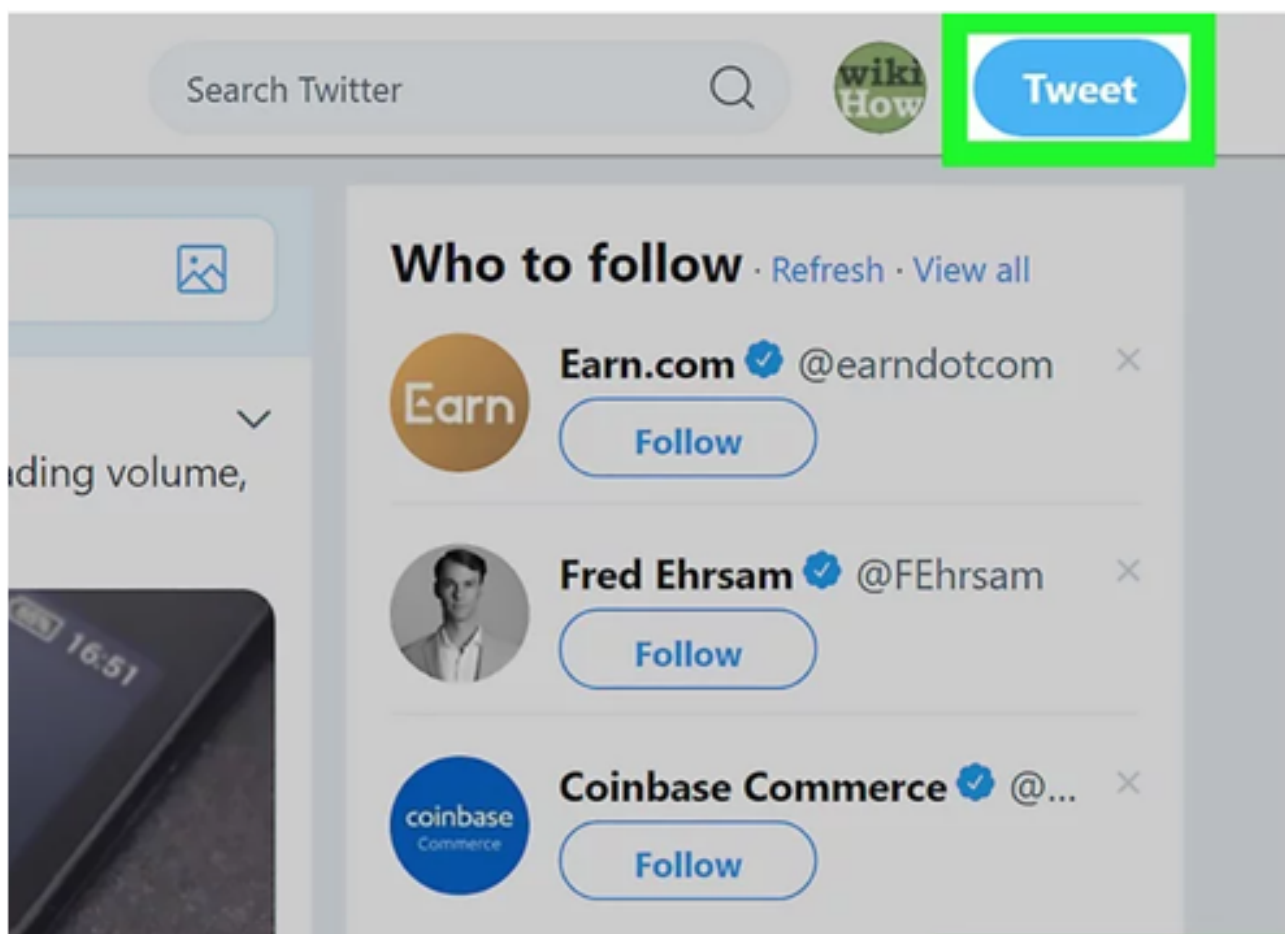 Search Twitter
wiki
How
Tweet
Who to follow · Refresh · View all
Earn
Earn.com @earndotcom
Follow
volume,
Fred Ehrsam @FEhrsam
Follow
16:51
coinbase
Commerce
Coinbase Commerce @...
Follow